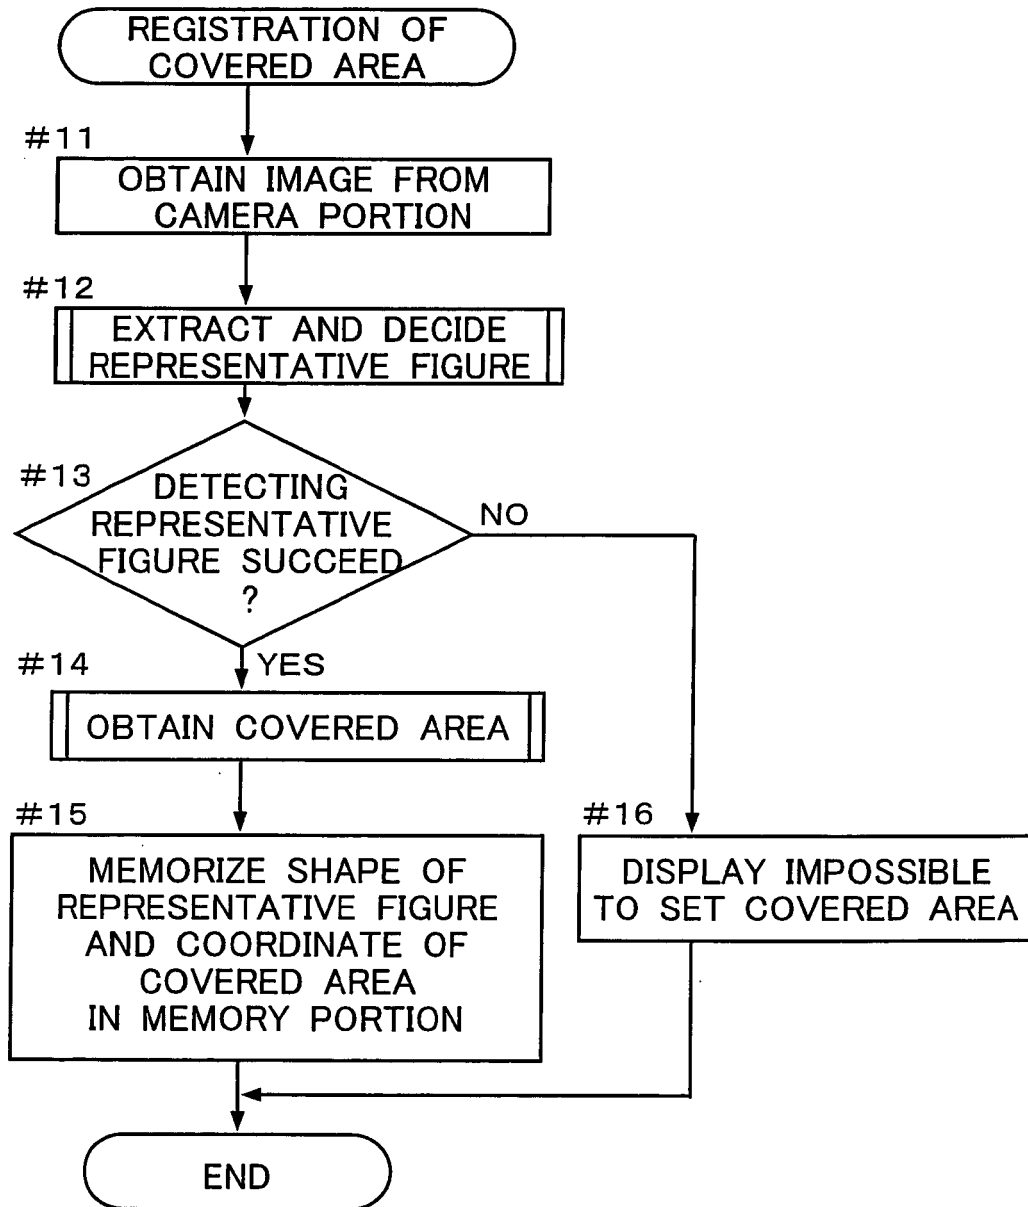 REGISTRATION OF
COVERED AREA
#11
OBTAIN IMAGE FROM
CAMERA PORTION
#12
EXTRACT AND DECIDE
REPRESENTATIVE FIGURE
#13
DETECTING
REPRESENTATIVE
FIGURE SUCCEED
?
NO
YES
#14
OBTAIN COVERED AREA
#15
MEMORIZE SHAPE OF
REPRESENTATIVE FIGURE
AND COORDINATE OF
COVERED AREA
IN MEMORY PORTION
#16
DISPLAY IMPOSSIBLE
TO SET COVERED AREA
END